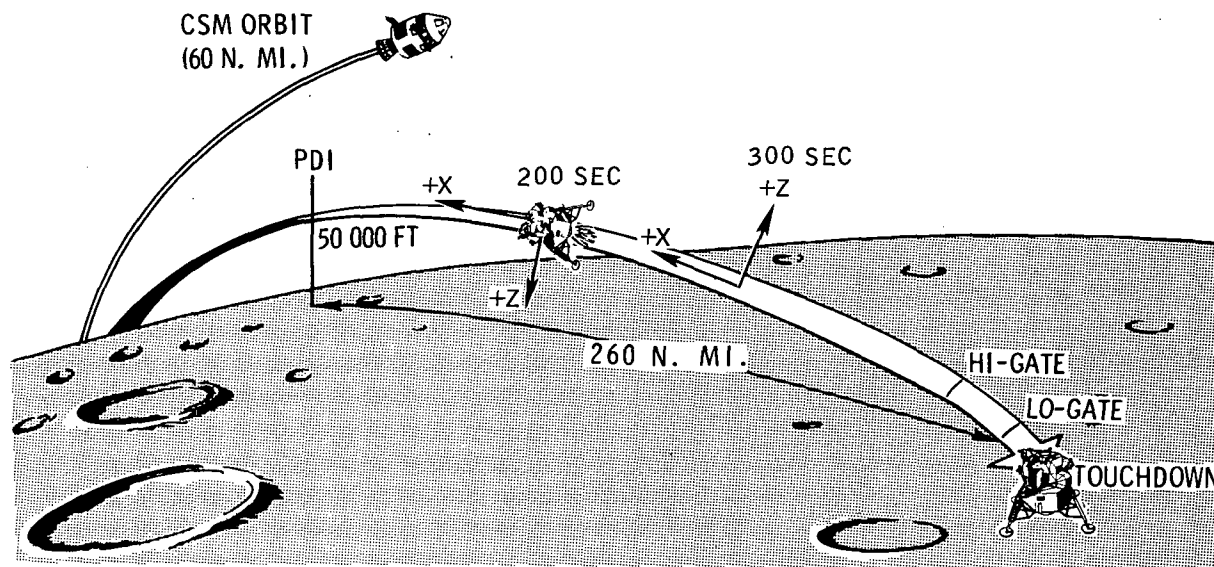 CSM ORBIT
(60 N. MI.)
PDI
50 000 FT
+X
200 SEC
+Z
300 SEC
+Z
+X
260 N. MI.
HI-GATE
LO-GATE
TOUCHDOWN